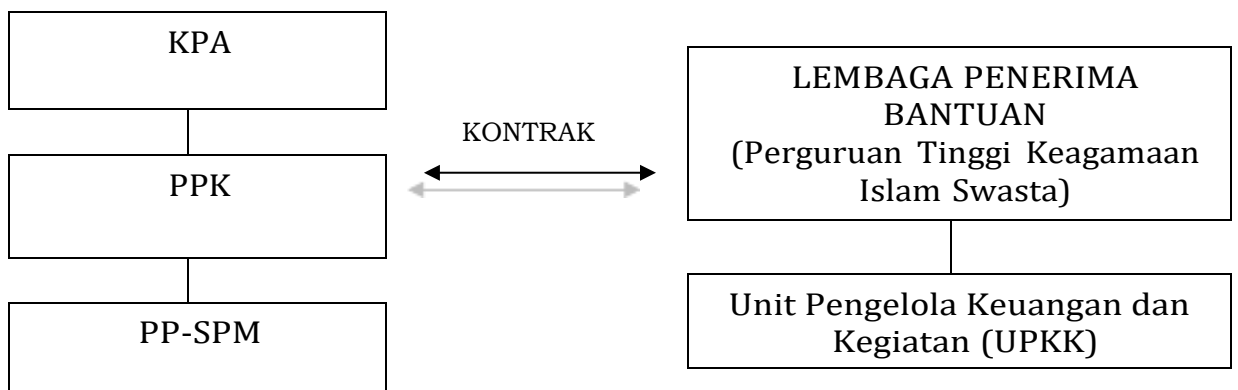 KPA
PPK
PP-SPM
KONTRAK
LEMBAGA PENERIMA
BANTUAN
(Perguruan Tinggi Keagamaan
Islam Swasta)
Unit Pengelola Keuangan dan
Kegiatan (UPKK)